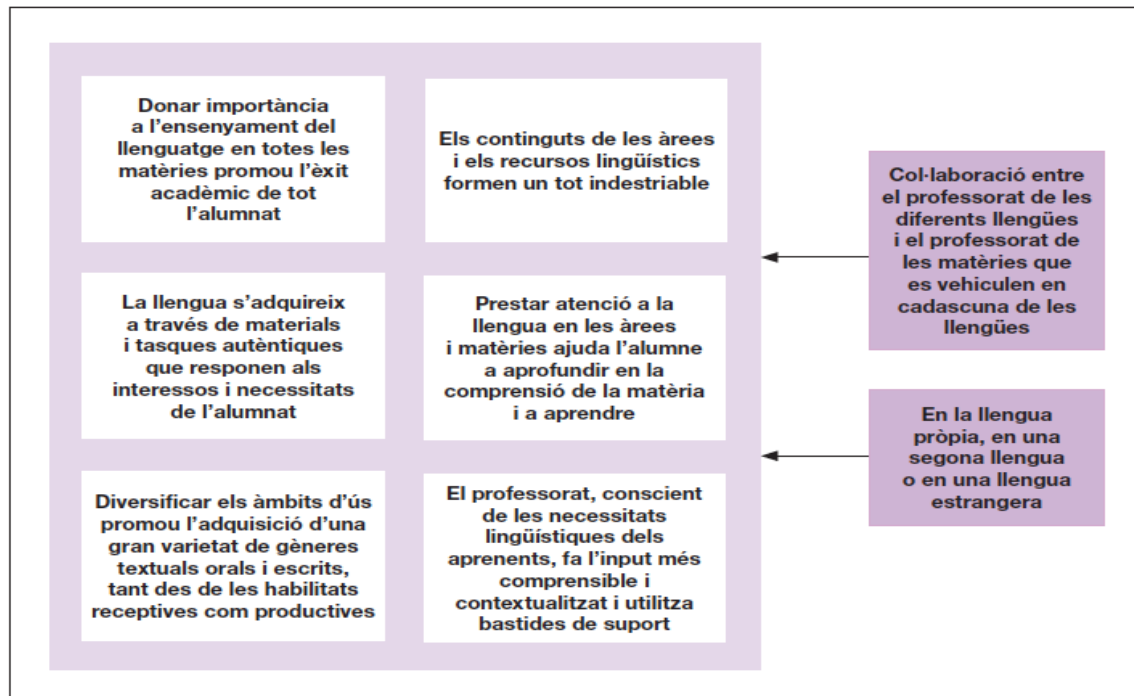 Donar importància
a l’ensenyament del
llenguatge en totes les
matèries promou l’èxit
acadèmic de tot
l’alumnat
Els continguts de les àrees
i els recursos lingüístics
formen un tot indestriable
La llengua s’adquireix
a través de materials
i tasques autèntiques
que responen als
interessos i necessitats
de l’alumnat
Prestar atenció a la
llengua en les àrees
i matèries ajuda l’alumne
a aprofundir en la
comprensió de la matèria
i a aprendre
Diversificar els àmbits d’ús
promou l’adquisició d’una
gran varietat de gèneres
textuals orals i escrits,
tant des de les habilitats
receptives com productives
El professorat, conscient
de les necessitats
lingüístiques dels
aprenents, fa l’input més
comprensible i
contextualitzat i utilitza
bastides de suport
Col·laboració entre
el professorat de les
diferents llengües
i el professorat de
les matèries que
es vehiculen en
cadascuna de les
llengües
En la llengua
pròpia, en una
segona llengua
o en una llengua
estrangera